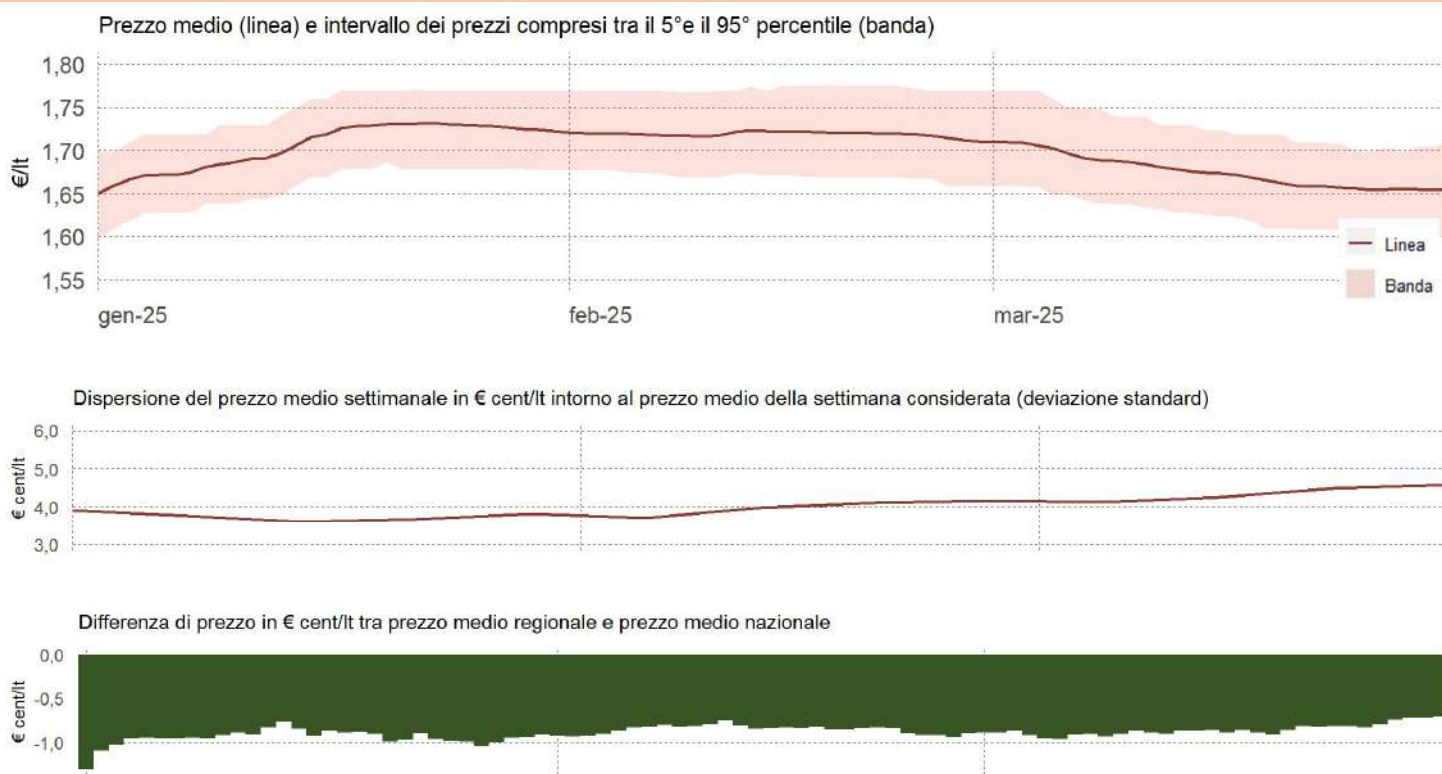 Prezzo medio (linea) e intervallo dei prezzi compresi tra il 5°e il 95° percentile (banda)
1,80
1,75
1,70
1,65
1,60
1,55
€/lt
Linea
Banda
gen-25
feb-25
mar-25
Dispersione del prezzo medio settimanale in € cent/lt intorno al prezzo medio della settimana considerata (deviazione standard)
6,0
5,0
4,0
3,0
€ cent/lt
Differenza di prezzo in € cent/lt tra prezzo medio regionale e prezzo medio nazionale
0,0
-0,5
-1,0
€ cent/lt